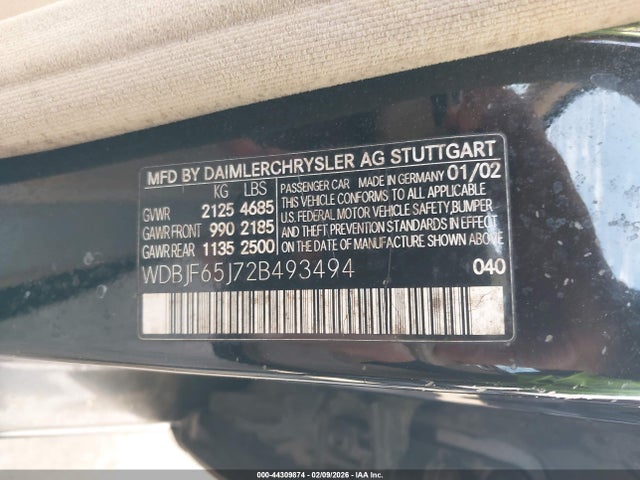 MFD BY DAIMLERCHRYSLER AG STUTTGART
KG LBS
GVWR 2125 4685
GAWR FRONT 990 2185
GAWR REAR 1135 2500
PASSENGER CAR MADE IN GERMANY 01/02
THIS VEHICLE CONFORMS TO ALL APPLICABLE
U.S. FEDERAL MOTOR VEHICLE SAFETY, BUMPER
AND THEFT PREVENTION STANDARDS IN EFFECT
ON THE DATE OF MANUFACTURE SHOWN ABOVE
WDBJF65J72B493494 040
000-44309874 | 02/09/2026 - IAA Inc.